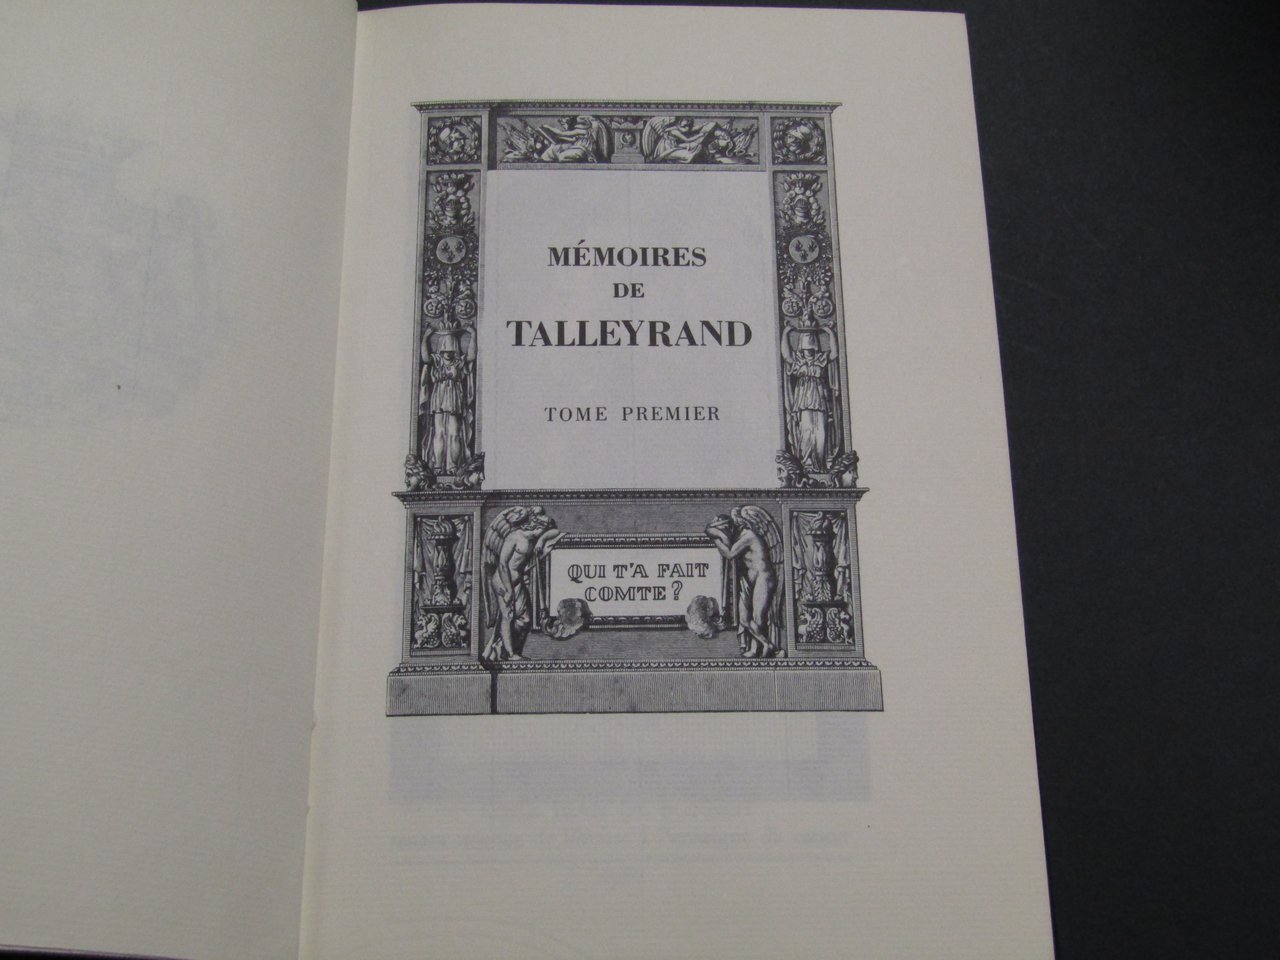 MÉMOIRES
DE
TALLEYRAND
TOME PREMIER
QUI T'A FAIT
COMTE?